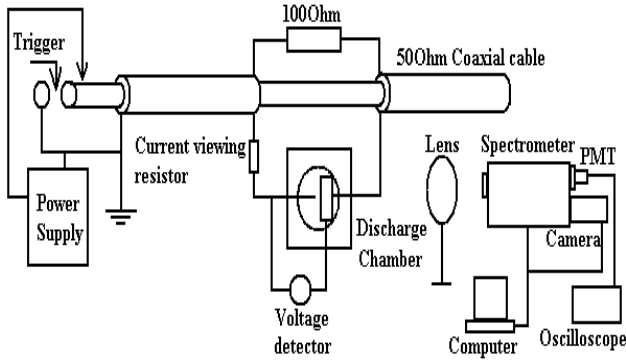 100Ohm
Trigger
50Ohm Coaxial cable
Current viewing
resistor
Lens
Spectrometer
PMT
Power
Supply
Discharge
Chamber
Camera
Voltage
detector
Computer
Oscilloscope